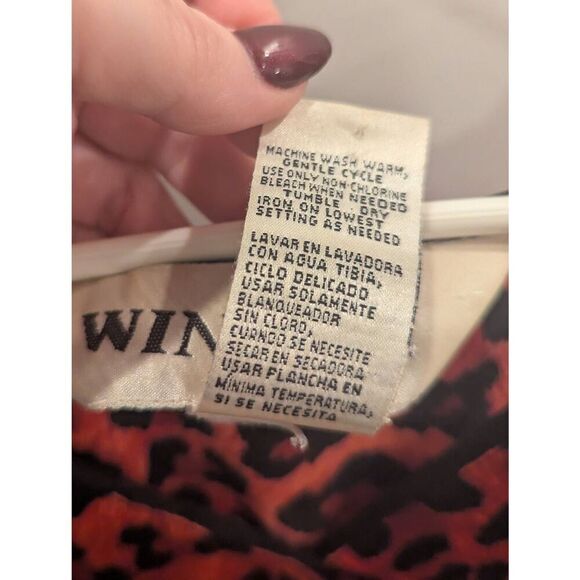 MACHINE WASH WARM,
GENTLE CYCLE
USE ONLY NON-CHLORINE
BLEACH WHEN NEEDED
TUMBLE DRY
IRON ON LOWEST
SETTING AS NEEDED
LAVAR EN LAVADORA
CON AGUA TIBIA,
CICLO DELICADO
USAR SOLAMENTE
BLANQUEADOR
SIN CLORO,
CUANDO SE NECESITE
SECAR EN SECADORA
USAR PLANCHA EN
MÍNIMA TEMPERATURA,
SI SE NECESITA
WIN